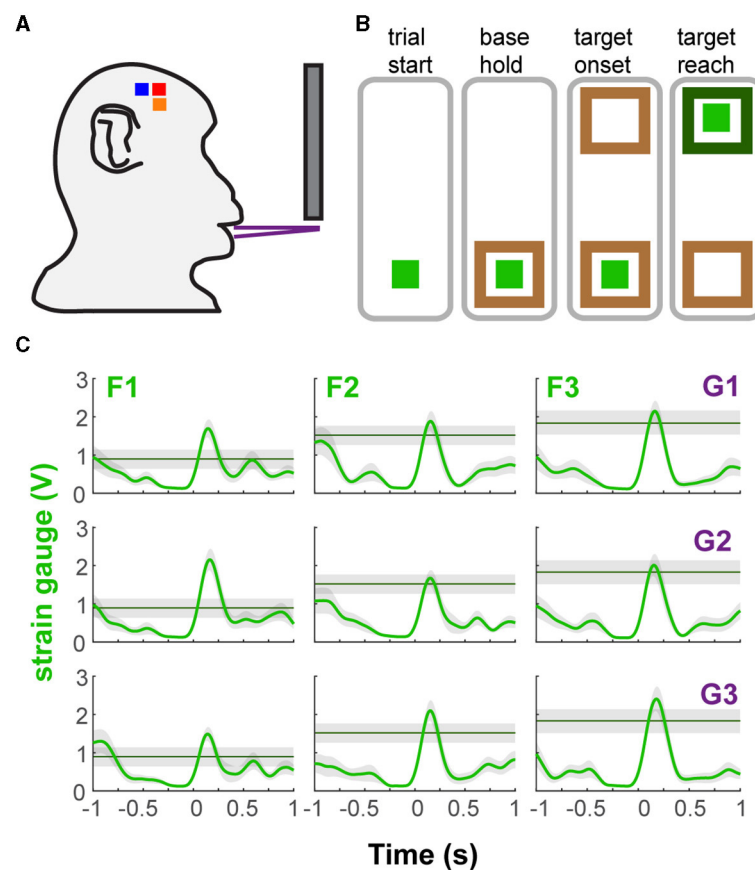 A
B
trial start
base hold
target onset
target reach
C
F1
F2
F3
G1
3
2
1
0
G2
3
2
1
0
G3
3
2
1
0
strain gauge (V)
-1 -0.5 0 0.5 1
-1 -0.5 0 0.5 1
-1 -0.5 0 0.5 1
Time (s)